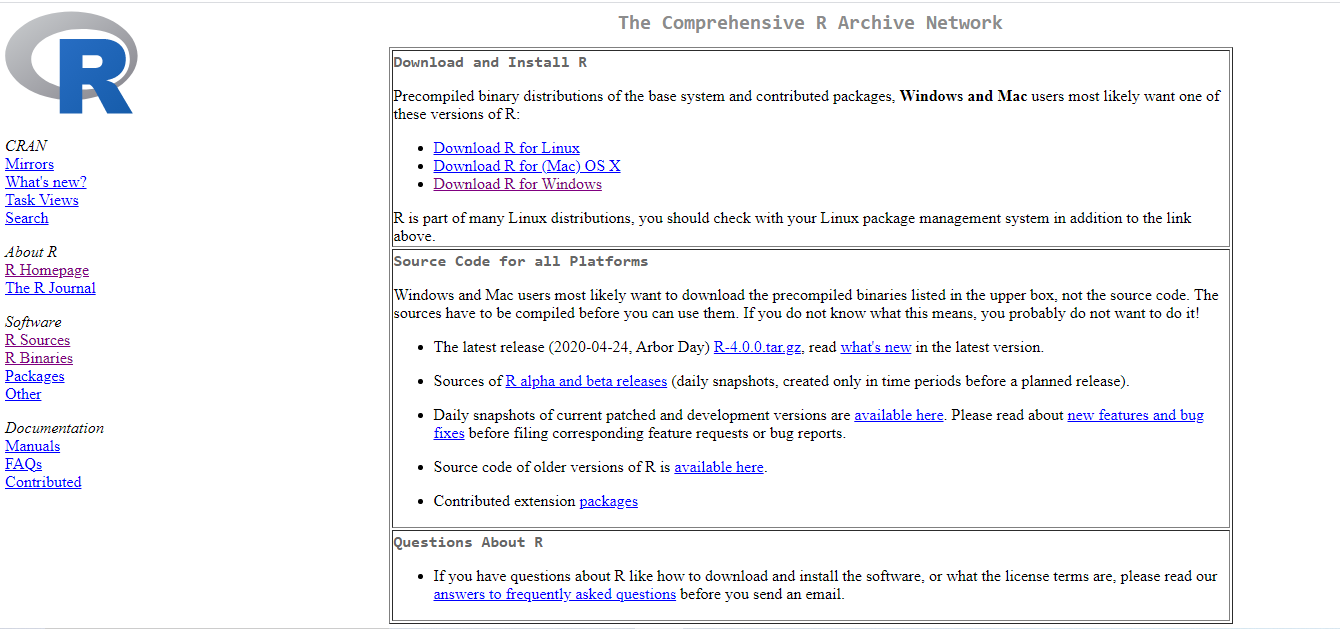 The Comprehensive R Archive Network
R
CRAN
Mirrors
What's new?
Task Views
Search
About R
R Homepage
The R Journal
Software
R Sources
R Binaries
Packages
Other
Documentation
Manuals
FAQs
Contributed
Download and Install R
Precompiled binary distributions of the base system and contributed packages, Windows and Mac users most likely want one of
these versions of R:
• Download R for Linux
• Download R for (Mac) OS X
• Download R for Windows
R is part of many Linux distributions, you should check with your Linux package management system in addition to the link
above.
Source Code for all Platforms
Windows and Mac users most likely want to download the precompiled binaries listed in the upper box, not the source code. The
sources have to be compiled before you can use them. If you do not know what this means, you probably do not want to do it!
• The latest release (2020-04-24, Arbor Day) R-4.0.0.tar.gz, read what's new in the latest version.
• Sources of R alpha and beta releases (daily snapshots, created only in time periods before a planned release).
• Daily snapshots of current patched and development versions are available here. Please read about new features and bug
fixes before filing corresponding feature requests or bug reports.
• Source code of older versions of R is available here.
• Contributed extension packages
Questions About R
• If you have questions about R like how to download and install the software, or what the license terms are, please read our
answers to frequently asked questions before you send an email.